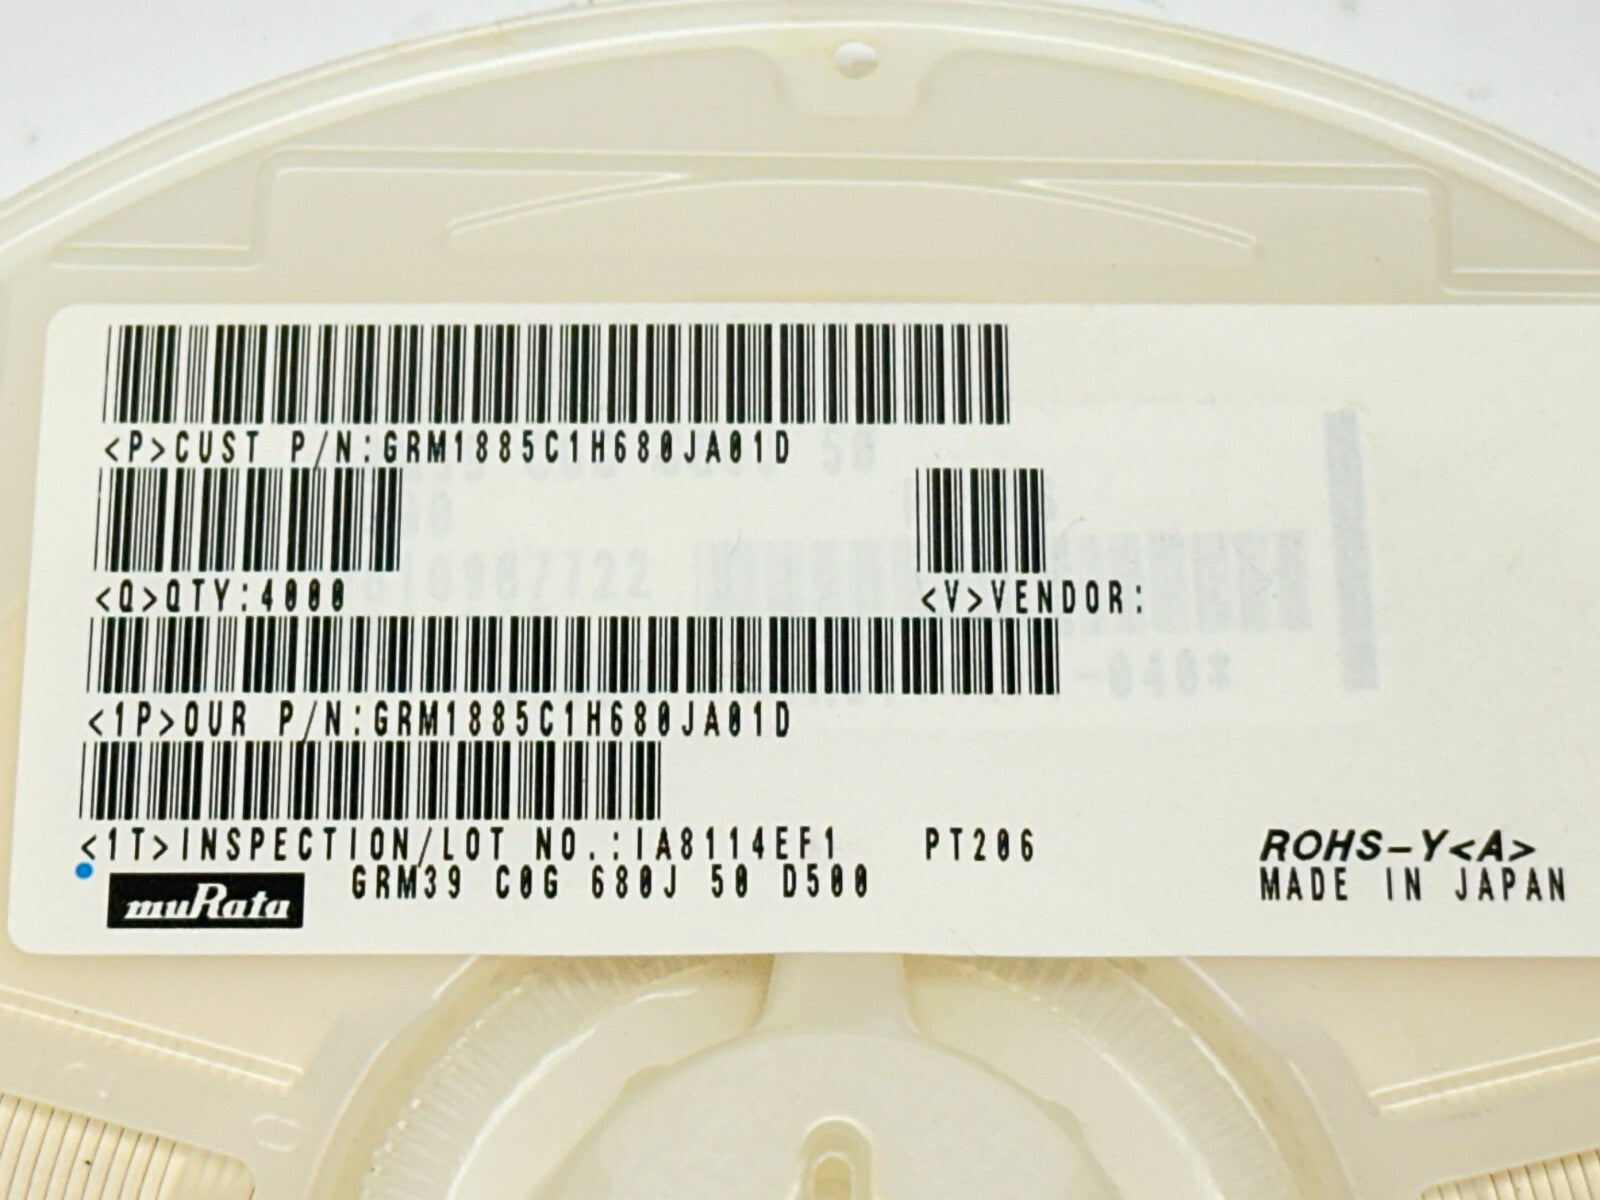 <P>CUST P/N:GRM1885C1H680JA01D
<Q>QTY:4000
<V>VENDOR:
<1P>OUR P/N:GRM1885C1H680JA01D
<1T>INSPECTION/LOT NO.:IA8114EF1 PT206
ROHS-Y<A>
muRata
GRM39 C0G 680J 50 D500
MADE IN JAPAN